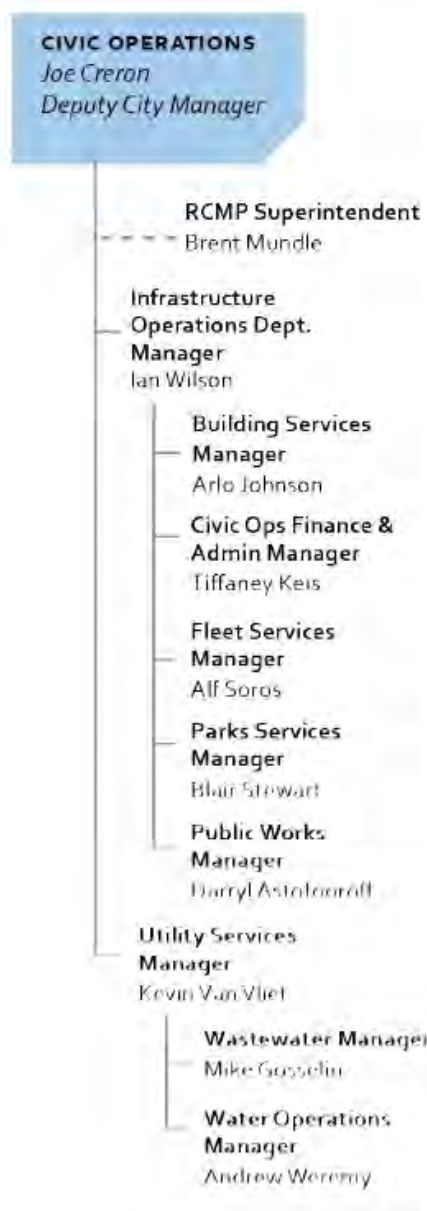 CIVIC OPERATIONS
Joe Creron
Deputy City Manager
RCMP Superintendent
Brent Mundle
Infrastructure
Operations Dept.
Manager
Ian Wilson
Building Services
Manager
Arlo Johnson
Civic Ops Finance &
Admin Manager
Tiffaney Keis
Fleet Services
Manager
Alf Soros
Parks Services
Manager
Blair Stewart
Public Works
Manager
Darryl
Utility Services
Manager
Kevin Van Vliet
Wastewater Manager
Mike Gosselin
Water Operations
Manager
Andrew